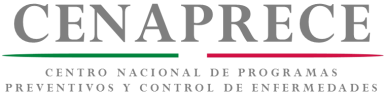 CENAPRECE
CENTRO NACIONAL DE PROGRAMAS
PREVENTIVOS Y CONTROL DE ENFERMEDADES